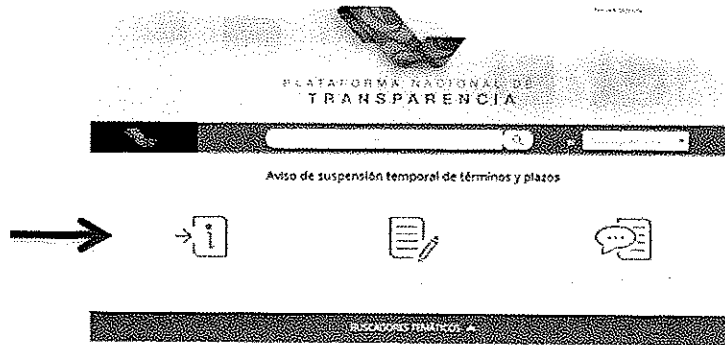 PLATAFORMA NACIONAL DE
TRANSPARENCIA
Aviso de suspensión temporal de términos y plazos
BUSCADORES TEMÁTICOS